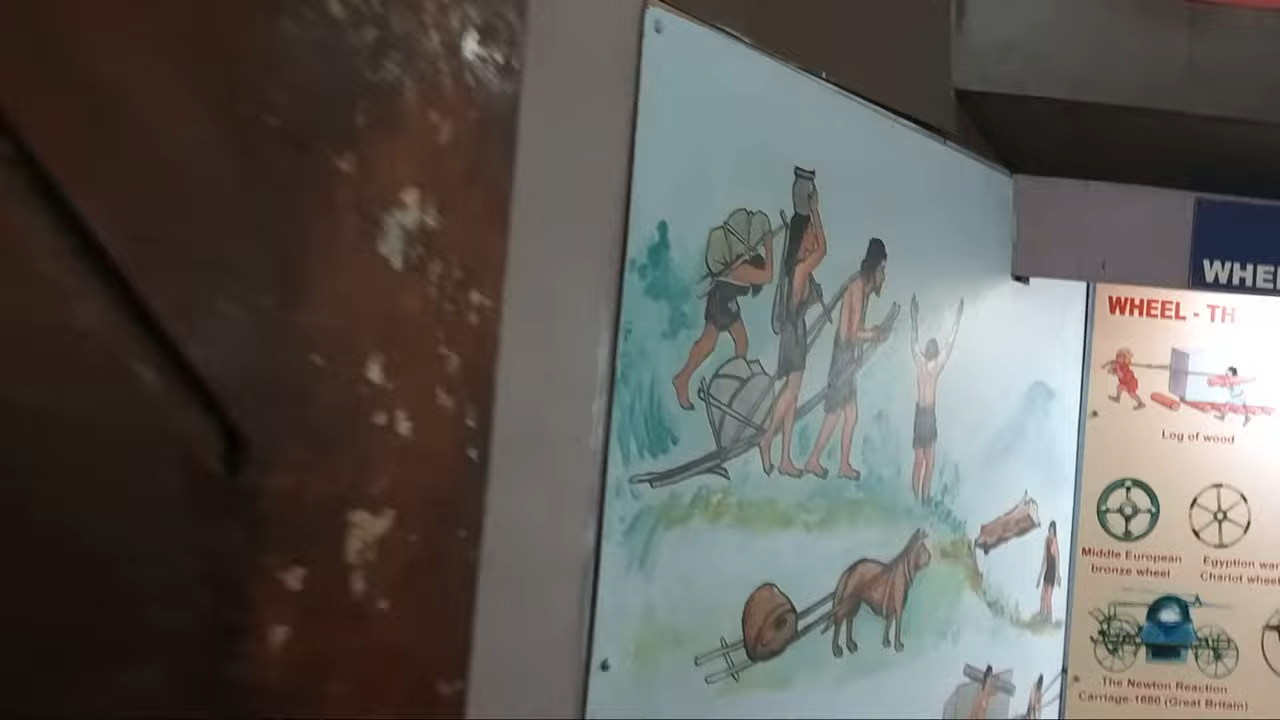 WHEE
WHEEL - TH
Log of wood
Middle European
bronze wheel
Egyption war
Chariot wheel
The Newton Reaction
Carriage-1680 (Great Britain)